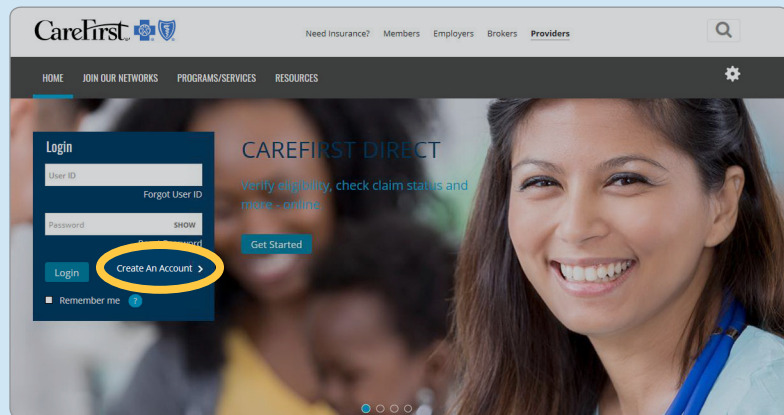 CareFirst
Need Insurance? Members Employers Brokers Providers
HOME JOIN OUR NETWORKS PROGRAMS/SERVICES RESOURCES
Login
User ID
Forgot User ID
Password SHOW
Password
Login Create An Account >
Remember me ?
CAREFIRST DIRECT
Verify eligibility, check claim status and
more - online
Get Started